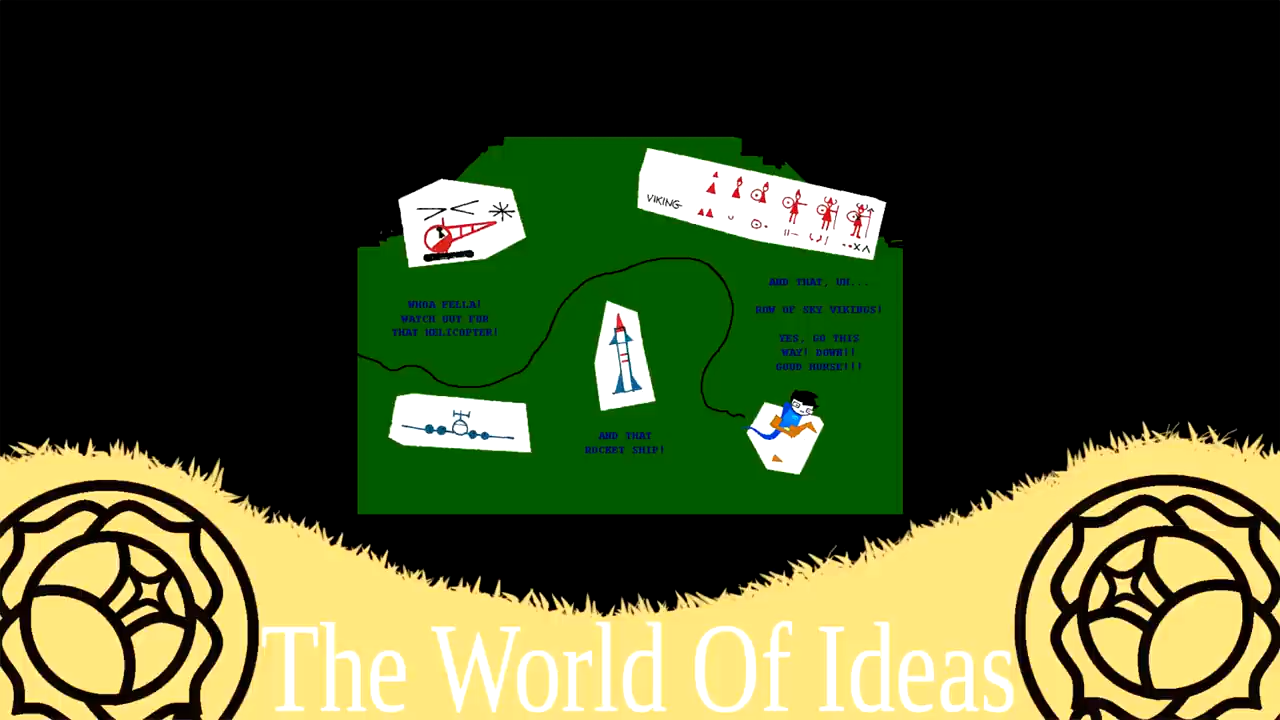 VIKING-
AND THAT, UH....
ROW OF SKY VIKINGS!
WHOA FELLA!
WATCH OUT FOR
THAT HELICOPTER!
YES, GO THIS
WAY! DOWN!!
GOOD HORSE!!!
AND THAT
ROCKET SHIP!
The World Of Ideas